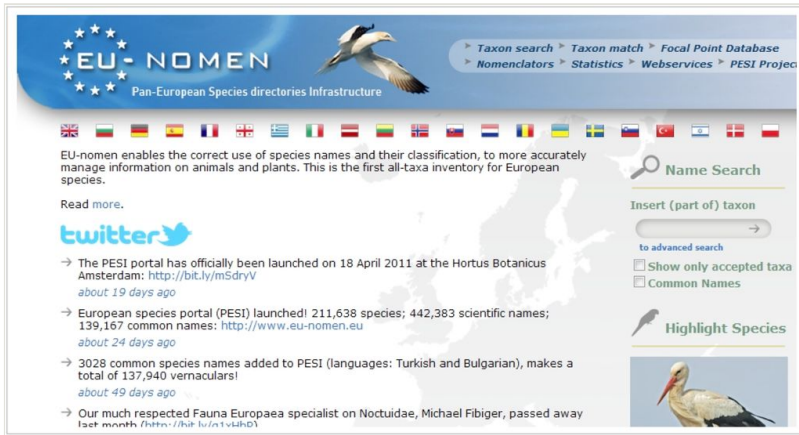 EU-NOMEN
Pan-European Species directories Infrastructure
Taxon search Taxon match Focal Point Database
Nomenclators Statistics Webservices PESI Project
EU-nomen enables the correct use of species names and their classification, to more accurately
manage information on animals and plants. This is the first all-taxa inventory for European
species.
Read more.
twitter
The PESI portal has officially been launched on 18 April 2011 at the Hortus Botanicus
Amsterdam: http://bit.ly/mSdryV
about 19 days ago
European species portal (PESI) launched! 211,638 species; 442,383 scientific names;
139,167 common names: http://www.eu-nomen.eu
about 24 days ago
3028 common species names added to PESI (languages: Turkish and Bulgarian), makes a
total of 137,940 vernaculars!
about 49 days ago
Our much respected Fauna Europaea specialist on Noctuidae, Michael Fibiger, passed away
last month
Name Search
Insert (part of) taxon
to advanced search
Show only accepted taxa
Common Names
Highlight Species